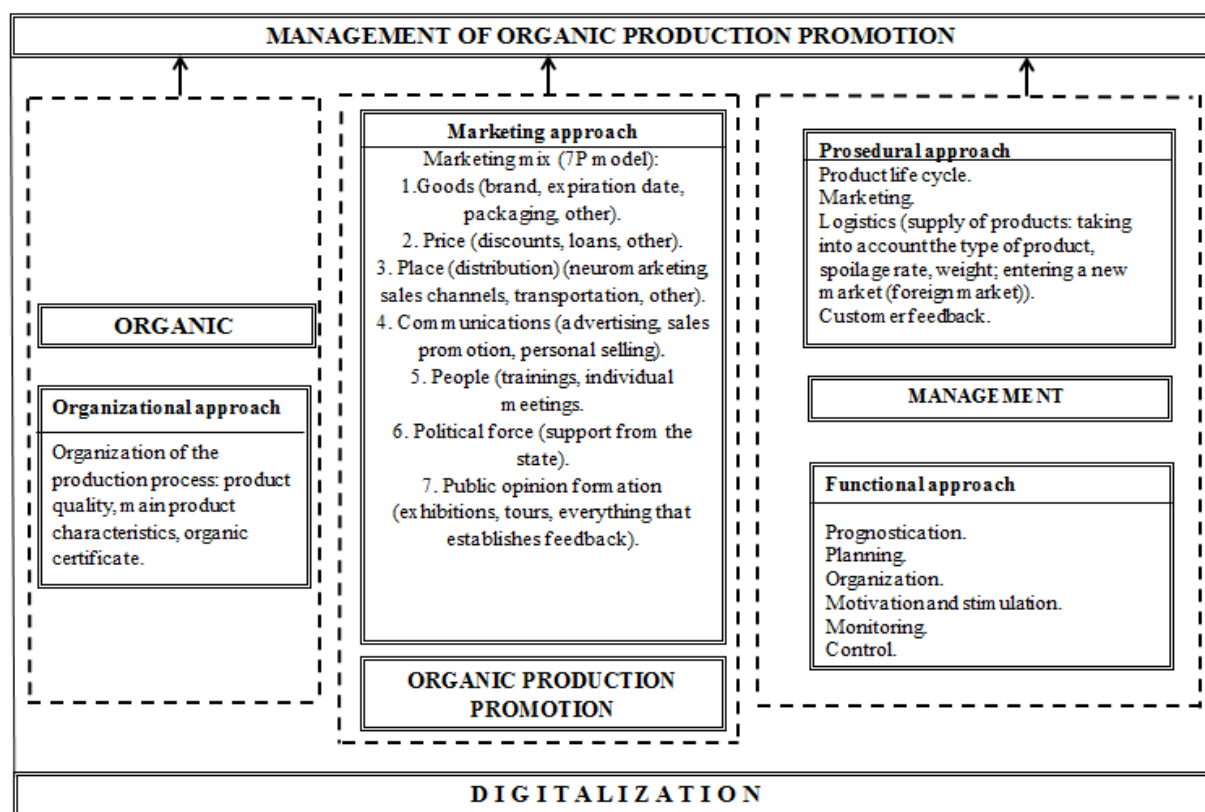 MANAGEMENT OF ORGANIC PRODUCTION PROMOTION
ORGANIC
Organizational approach
Organization of the
production process: product
quality, main product
characteristics, organic
certificate.
Marketing approach
Marketing mix (7P model):
1.Goods (brand, expiration date,
packaging, other).
2. Price (discounts, loans, other).
3. Place (distribution) (neuromarketing,
sales channels, transportation, other).
4. Communications (advertising, sales
promotion, personal selling).
5. People (trainings, individual
meetings.
6. Political force (support from the
state).
7. Public opinion formation
(exhibitions, tours, everything that
establishes feedback).
ORGANIC PRODUCTION
PROMOTION
Prosedural approach
Product life cycle.
Marketing.
Logistics (supply of products: taking
into account the type of product,
spoilage rate, weight; entering a new
market (foreign market)).
Customer feedback.
MANAGEMENT
Functional approach
Prognostication.
Planning.
Organization.
Motivation and stimulation.
Monitoring.
Control.
DIGITALIZATION